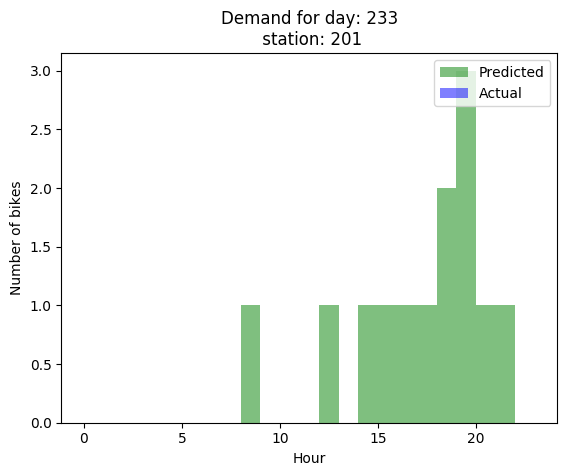 Demand for day: 233
station: 201
Predicted
Actual
3.0
2.5
2.0
1.5
1.0
0.5
0.0
Number of bikes
0
5
10
15
20
Hour